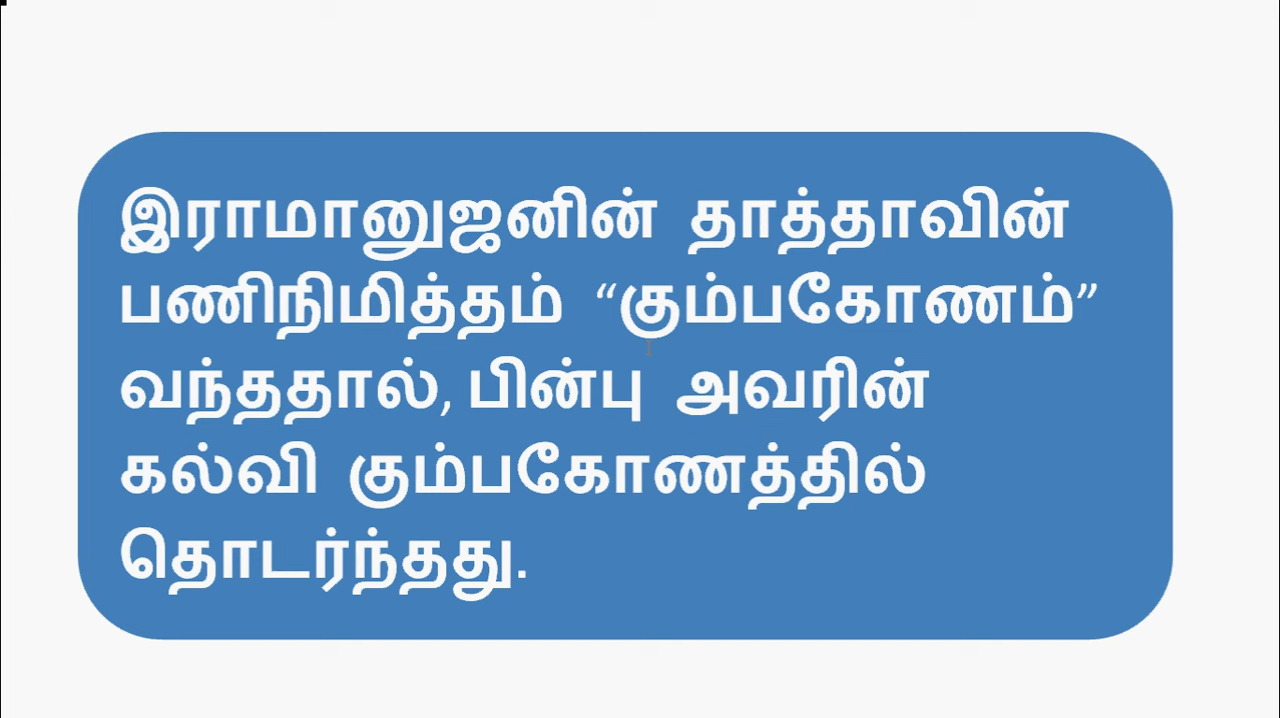 இராமானுஜனின் தாத்தாவின்
பணிநிமித்தம் “கும்பகோணம்”
வந்ததால், பின்பு அவரின்
கல்வி கும்பகோணத்தில்
தொடர்ந்தது.